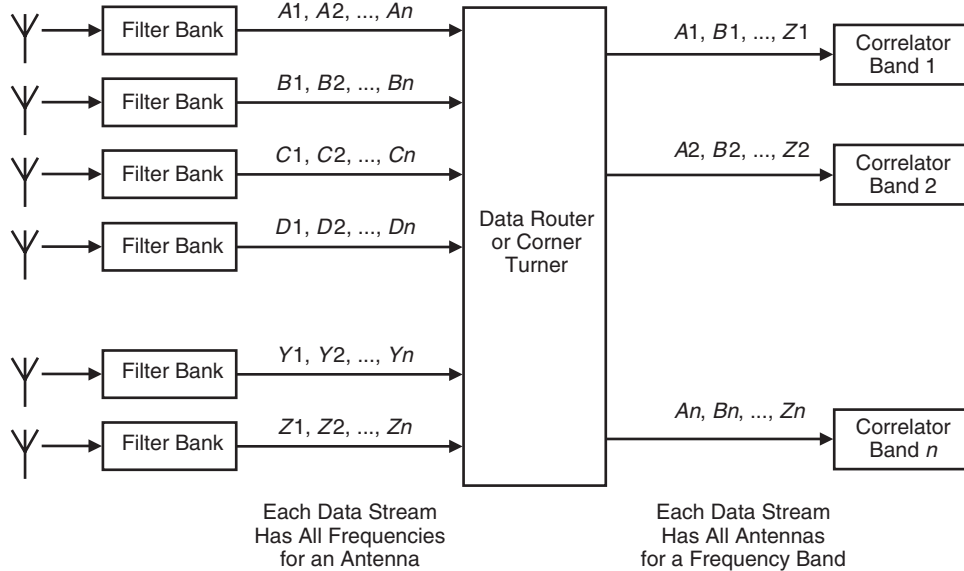 Filter Bank
A1, A2, ..., An
Filter Bank
B1, B2, ..., Bn
Filter Bank
C1, C2, ..., Cn
Filter Bank
D1, D2, ..., Dn
Filter Bank
Y1, Y2, ..., Yn
Filter Bank
Z1, Z2, ..., Zn
Data Router
or Corner
Turner
A1, B1, ..., Z1
Correlator
Band 1
A2, B2, ..., Z2
Correlator
Band 2
An, Bn, ..., Zn
Correlator
Band n
Each Data Stream
Has All Frequencies
for an Antenna
Each Data Stream
Has All Antennas
for a Frequency Band